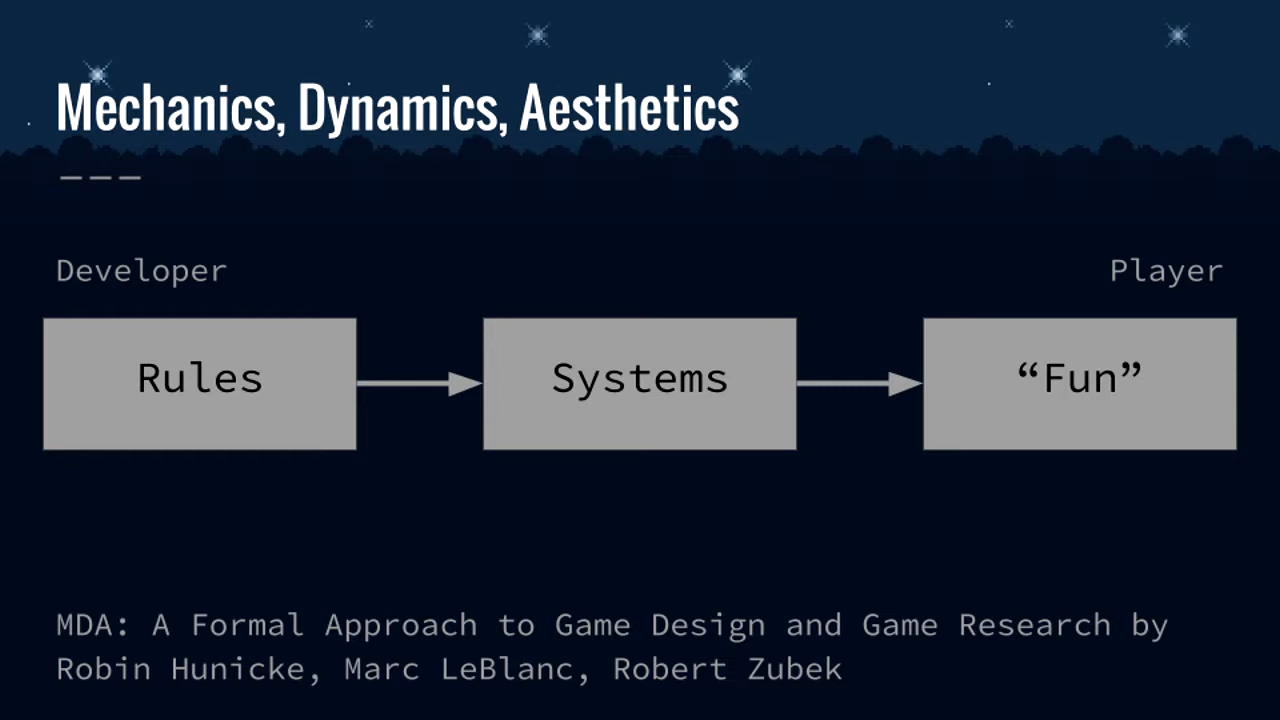 Mechanics, Dynamics, Aesthetics
Developer
Player
Rules
Systems
“Fun”
MDA: A Formal Approach to Game Design and Game Research by
Robin Hunicke, Marc LeBlanc, Robert Zubek